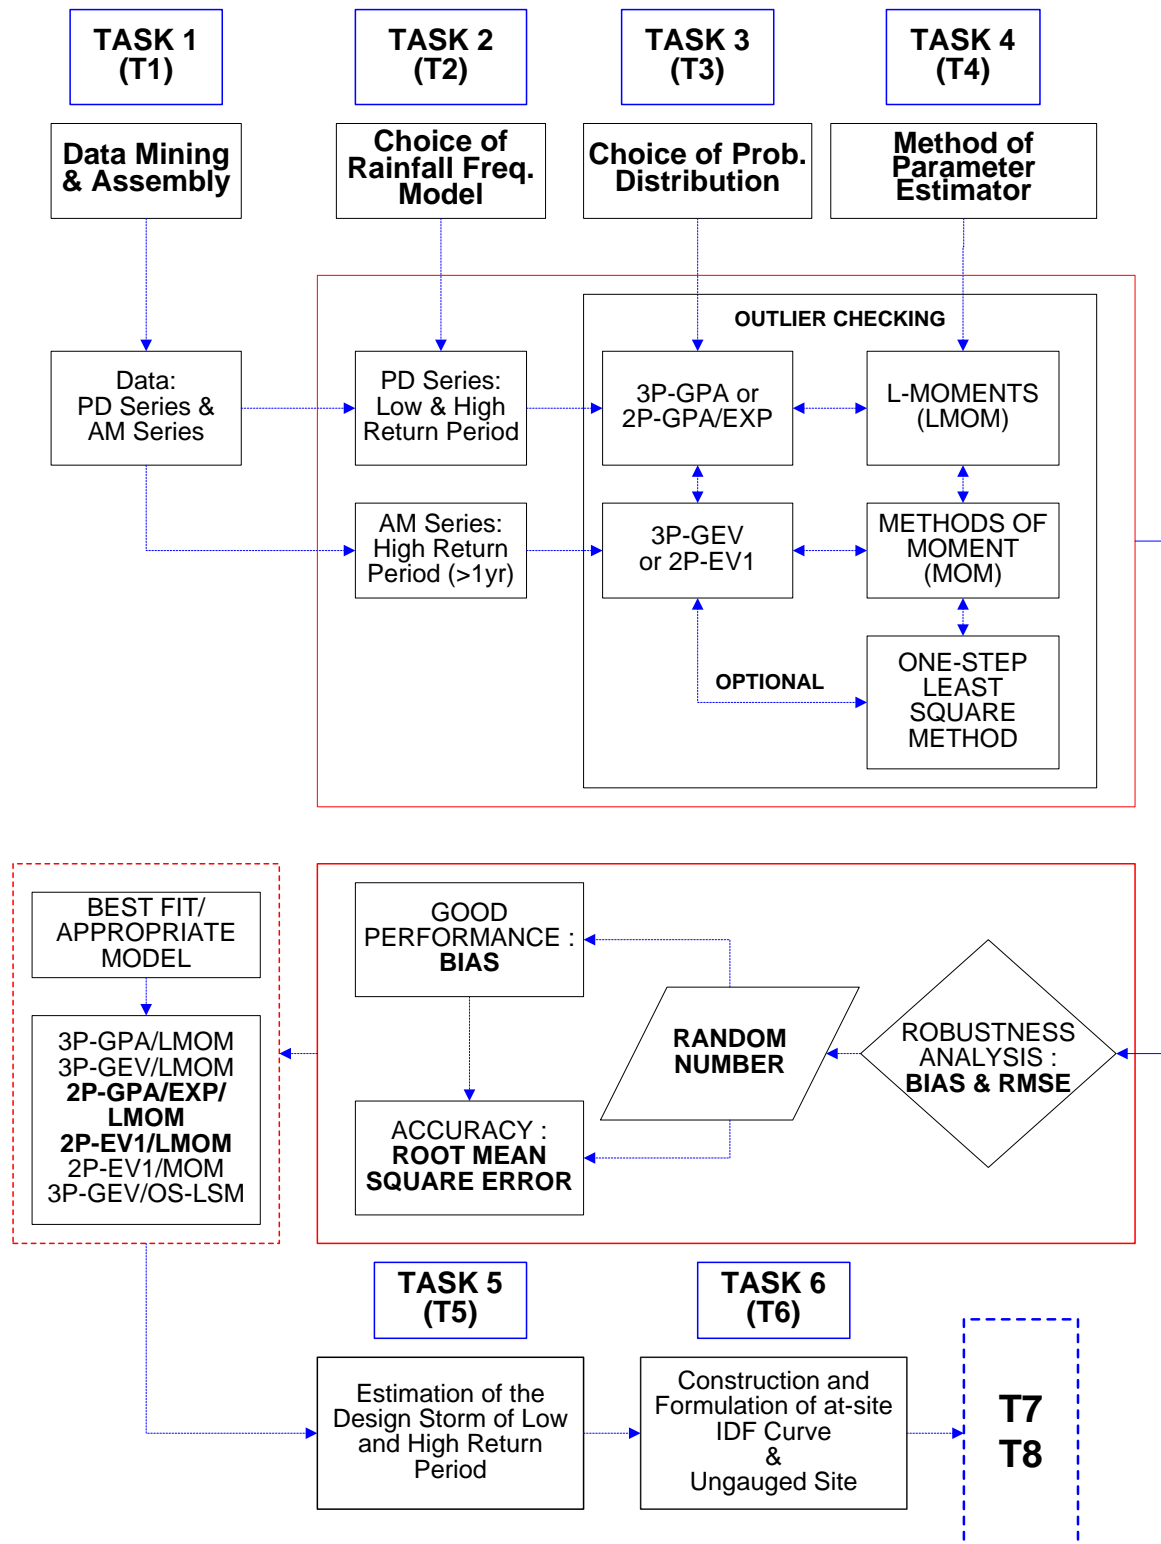 TASK 1
(T1)
TASK 2
(T2)
TASK 3
(T3)
TASK 4
(T4)
Data Mining
& Assembly
Choice of
Rainfall Freq.
Model
Choice of Prob.
Distribution
Method of
Parameter
Estimator
OUTLIER CHECKING
Data:
PD Series &
AM Series
PD Series:
Low & High
Return Period
3P-GPA or
2P-GPA/EXP
L-MOMENTS
(LMOM)
AM Series:
High Return
Period (>1yr)
3P-GEV
or 2P-EV1
METHODS OF
MOMENT
(MOM)
OPTIONAL
ONE-STEP
LEAST
SQUARE
METHOD
BEST FIT/
APPROPRIATE
MODEL
3P-GPA/LMOM
3P-GEV/LMOM
2P-GPA/EXP/
LMOM
2P-EV1/LMOM
2P-EV1/MOM
3P-GEV/OS-LSM
GOOD
PERFORMANCE :
BIAS
ACCURACY :
ROOT MEAN
SQUARE ERROR
RANDOM
NUMBER
ROBUSTNESS
ANALYSIS :
BIAS & RMSE
TASK 5
(T5)
TASK 6
(T6)
Estimation of the
Design Storm of Low
and High Return
Period
Construction and
Formulation of at-site
IDF Curve
&
Ungauged Site
T7
T8